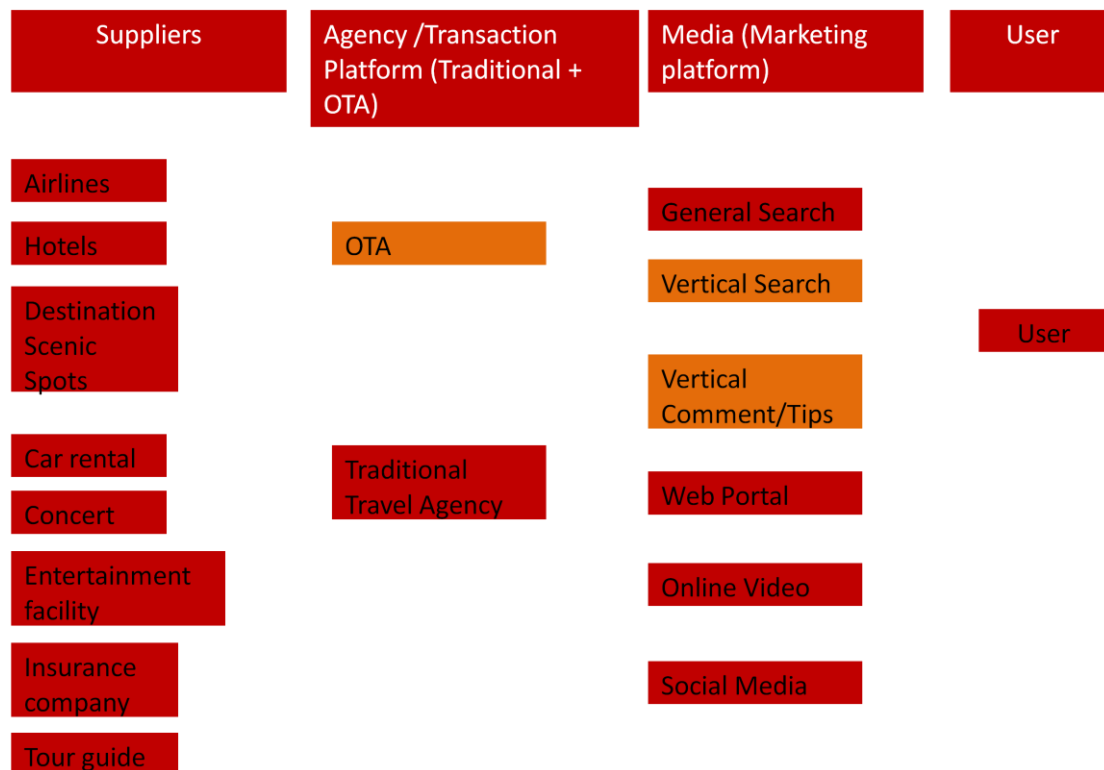 Suppliers
Agency /Transaction
Platform (Traditional +
OTA)
Media (Marketing
platform)
User
Airlines
Hotels
Destination
Scenic
Spots
Car rental
Concert
Entertainment
facility
Insurance
company
Tour guide
OTA
Traditional
Travel Agency
General Search
Vertical Search
Vertical
Comment/Tips
Web Portal
Online Video
Social Media
User